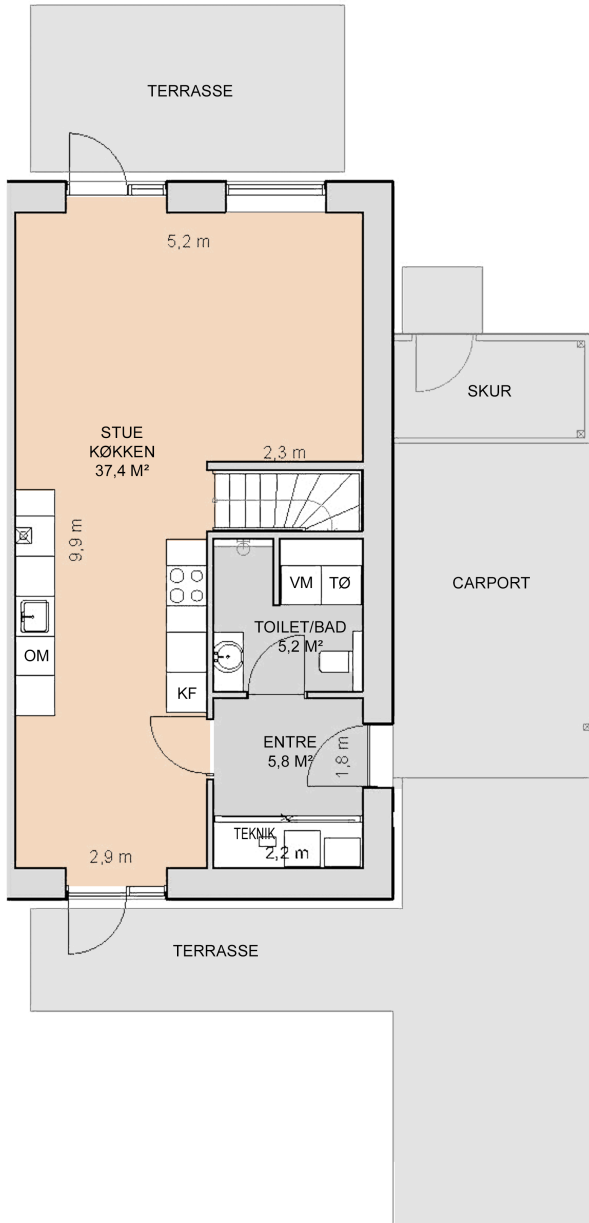 TERRASSE
5,2 m
SKUR
STUE
KØKKEN
37,4 M²
2,3 m
9,9 m
VM
TØ
CARPORT
TOILET/BAD
5,2 M²
OM
KF
ENTRE
5,8 M²
1,8 m
TEKNIK
2,2 m
2,9 m
TERRASSE